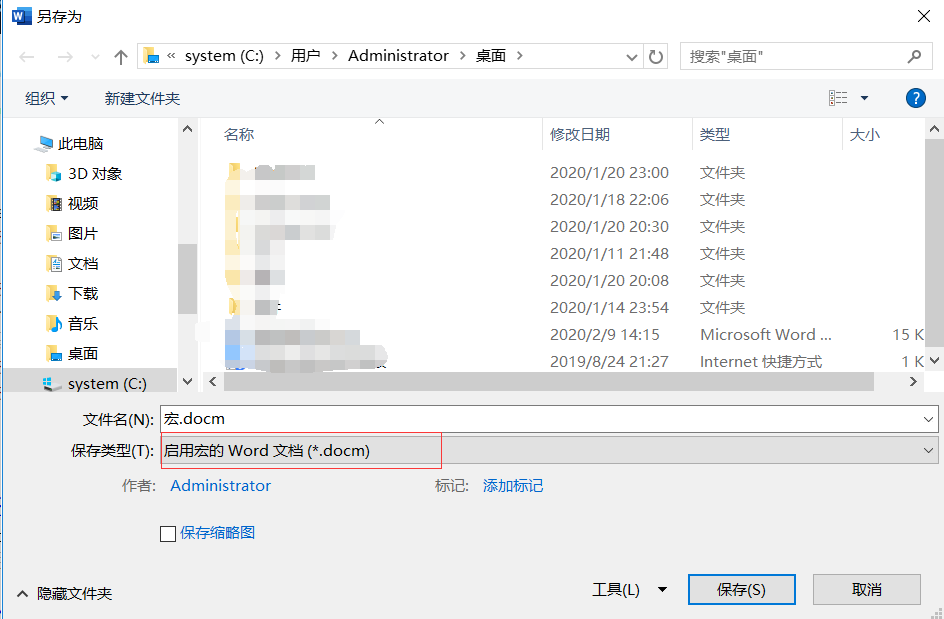 另存为
« system (C:) > 用户 > Administrator > 桌面 >
搜索"桌面"
组织 新建文件夹
名称 修改日期 类型 大小
此电脑
3D 对象
视频
图片
文档
下载
音乐
桌面
system (C:)
2020/1/20 23:00 文件夹
2020/1/18 22:06 文件夹
2020/1/20 20:30 文件夹
2020/1/11 21:48 文件夹
2020/1/20 20:08 文件夹
2020/1/14 23:54 文件夹
2020/2/9 14:15 Microsoft Word ... 15 K
2019/8/24 21:27 Internet 快捷方式 1 K
文件名(N): 宏.docm
保存类型(T): 启用宏的 Word 文档 (*.docm)
作者: Administrator 标记: 添加标记
保存缩略图
隐藏文件夹 工具(L) 保存(S) 取消